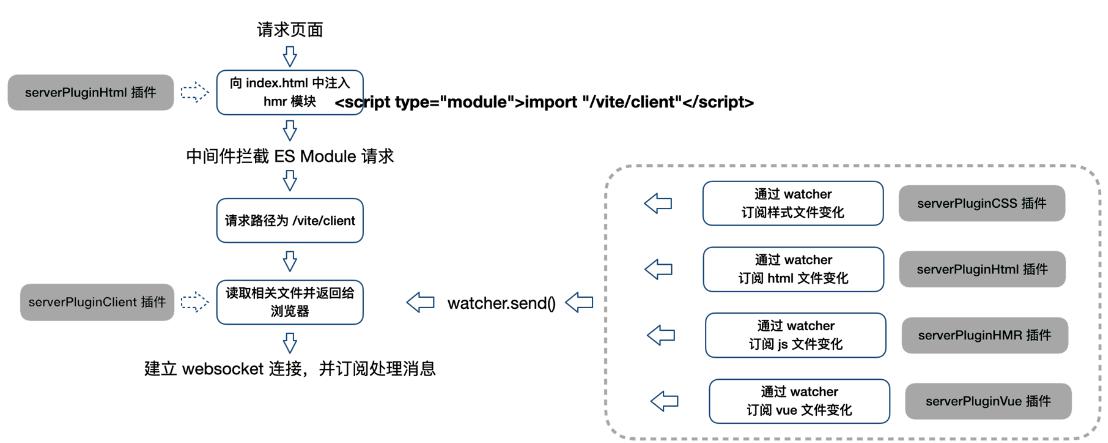 请求页面
serverPluginHtml 插件
向 index.html 中注入
hmr 模块
<script type="module">import "/vite/client"</script>
中间件拦截 ES Module 请求
请求路径为 /vite/client
serverPluginClient 插件
读取相关文件并返回给
浏览器
建立 websocket 连接，并订阅处理消息
watcher.send()
通过 watcher
订阅样式文件变化
serverPluginCSS 插件
通过 watcher
订阅 html 文件变化
serverPluginHtml 插件
通过 watcher
订阅 js 文件变化
serverPluginHMR 插件
通过 watcher
订阅 vue 文件变化
serverPluginVue 插件